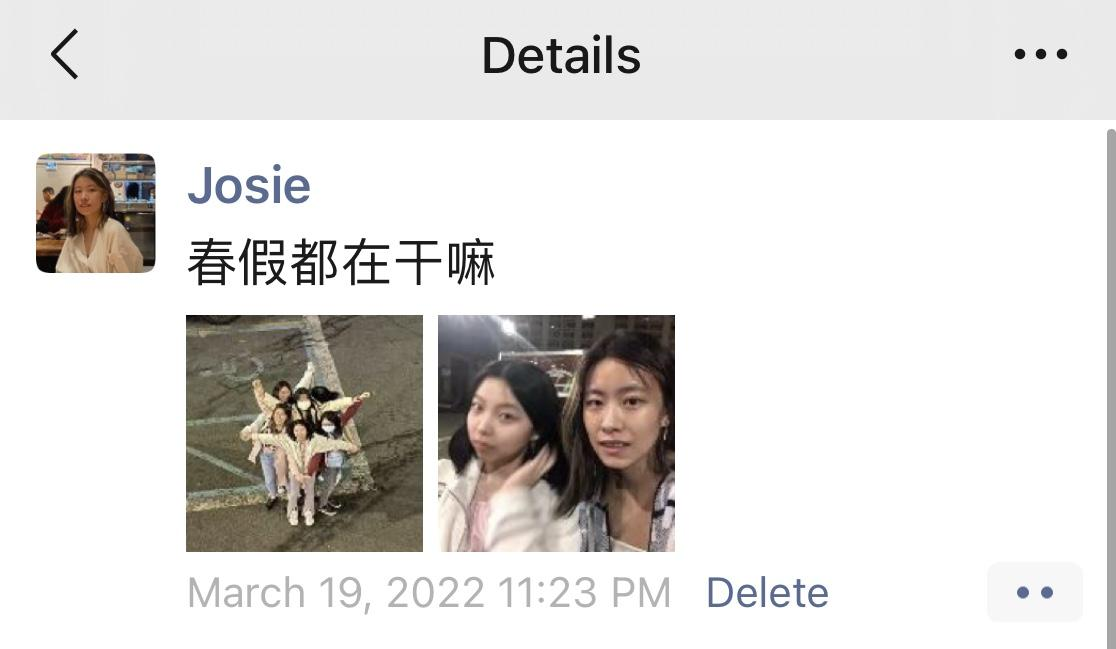 Details
Josie
春假都在干嘛
March 19, 2022 11:23 PM Delete